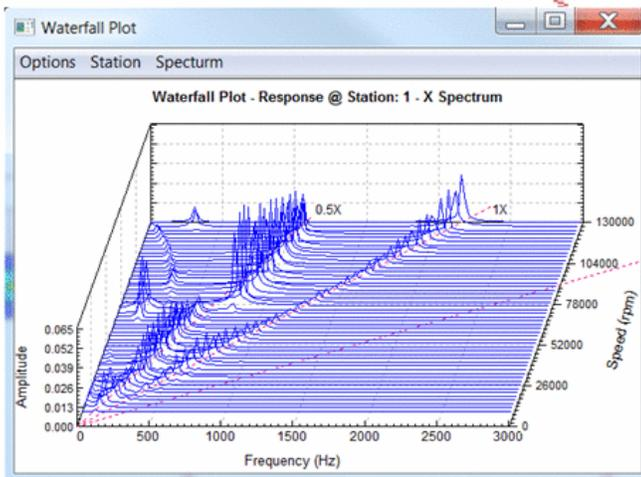 Waterfall Plot
Options Station Specturm
Waterfall Plot - Response @ Station: 1 - X Spectrum
0.5X 1X
130000
104000
78000
52000
26000
0
Speed (rpm)
0.065
0.052
0.039
0.026
0.013
0.000
Amplitude
0 500 1000 1500 2000 2500 3000
Frequency (Hz)